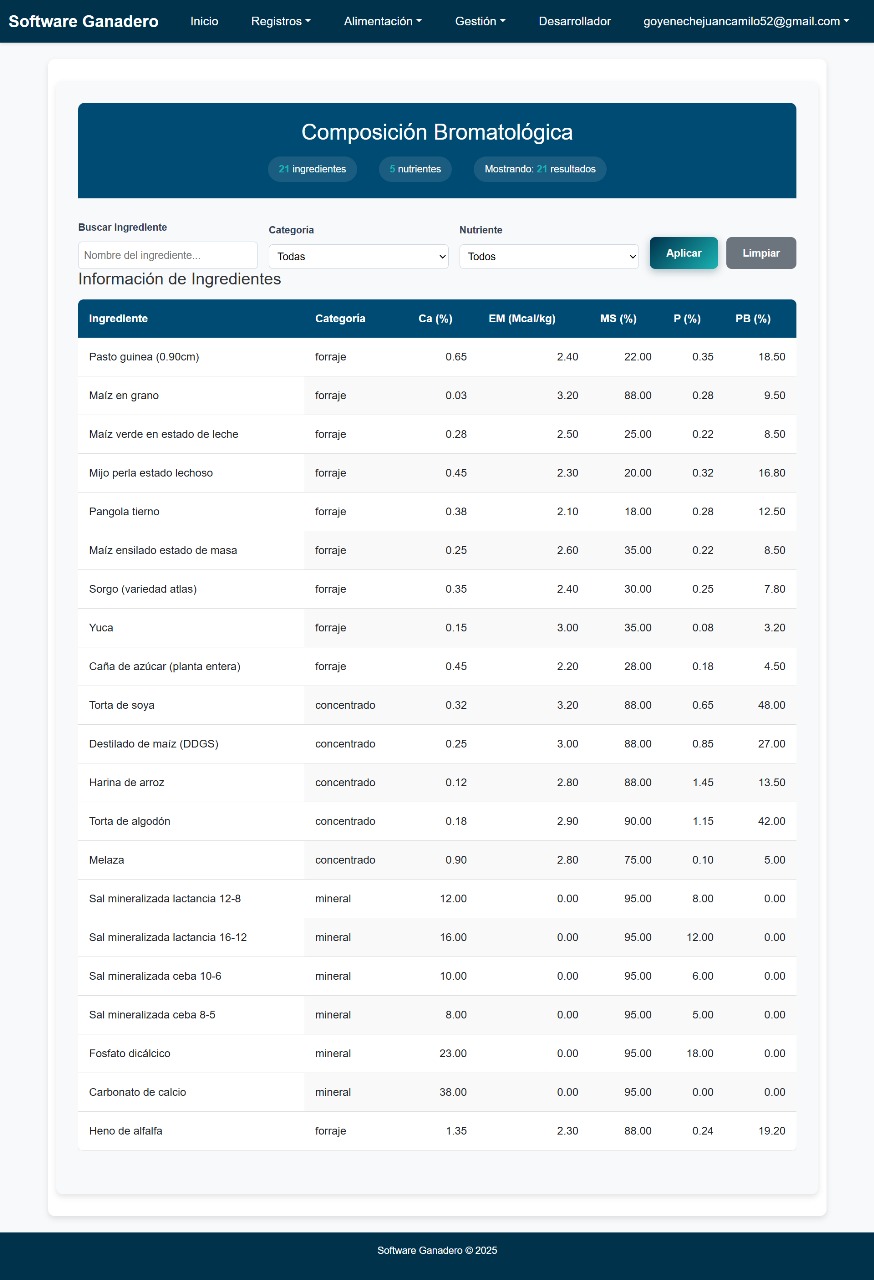 Software Ganadero Inicio Registros Alimentación Gestión Desarrollador goyenechejuancamilo52@gmail.com
Composición Bromatológica
21 ingredientes 5 nutrientes Mostrando: 21 resultados
Buscar Ingrediente Categoría Nutriente
Nombre del ingrediente... Todas Todos Aplicar Limpiar
Información de Ingredientes
Ingrediente Categoría Ca (%) EM (Mcal/kg) MS (%) P (%) PB (%)
Pasto guinea (0.90cm) forraje 0.65 2.40 22.00 0.35 18.50
Maíz en grano forraje 0.03 3.20 88.00 0.28 9.50
Maíz verde en estado de leche forraje 0.28 2.50 25.00 0.22 8.50
Mijo perla estado lechoso forraje 0.45 2.30 20.00 0.32 16.80
Pangola tierno forraje 0.38 2.10 18.00 0.28 12.50
Maíz ensilado estado de masa forraje 0.25 2.60 35.00 0.22 8.50
Sorgo (variedad atlas) forraje 0.35 2.40 30.00 0.25 7.80
Yuca forraje 0.15 3.00 35.00 0.08 3.20
Caña de azúcar (planta entera) forraje 0.45 2.20 28.00 0.18 4.50
Torta de soya concentrado 0.32 3.20 88.00 0.65 48.00
Destilado de maíz (DDGS) concentrado 0.25 3.00 88.00 0.85 27.00
Harina de arroz concentrado 0.12 2.80 88.00 1.45 13.50
Torta de algodón concentrado 0.18 2.90 90.00 1.15 42.00
Melaza concentrado 0.90 2.80 75.00 0.10 5.00
Sal mineralizada lactancia 12-8 mineral 12.00 0.00 95.00 8.00 0.00
Sal mineralizada lactancia 16-12 mineral 16.00 0.00 95.00 12.00 0.00
Sal mineralizada ceba 10-6 mineral 10.00 0.00 95.00 6.00 0.00
Sal mineralizada ceba 8-5 mineral 8.00 0.00 95.00 5.00 0.00
Fosfato dicálcico mineral 23.00 0.00 95.00 18.00 0.00
Carbonato de calcio mineral 38.00 0.00 95.00 0.00 0.00
Heno de alfalfa forraje 1.35 2.30 88.00 0.24 19.20
Software Ganadero © 2025